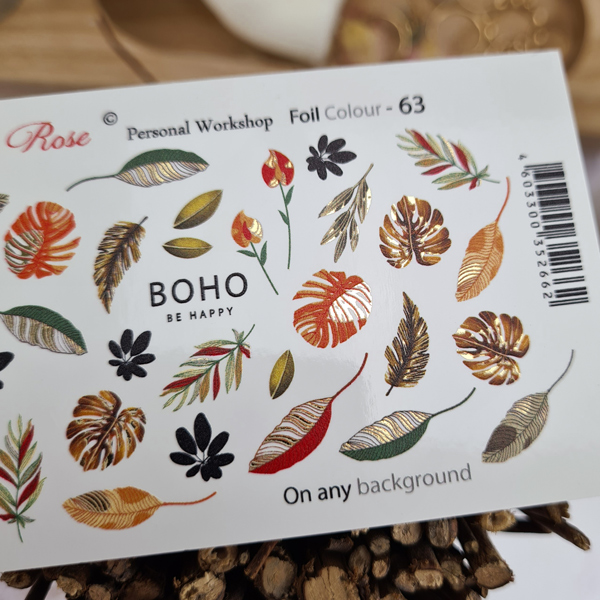 Rose © Personal Workshop Foil Colour - 63
BOHO
BE HAPPY
On any background
4 603300 352662